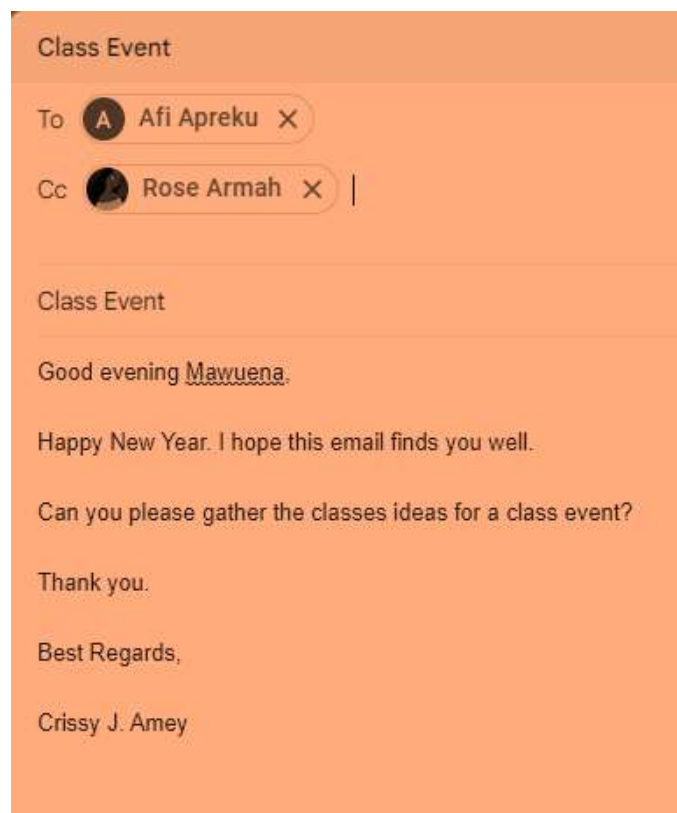 Class Event
To A Afi Apreku ×
Cc Rose Armah ×
Class Event
Good evening Mawuena,
Happy New Year. I hope this email finds you well.
Can you please gather the classes ideas for a class event?
Thank you.
Best Regards,
Crissy J. Amey